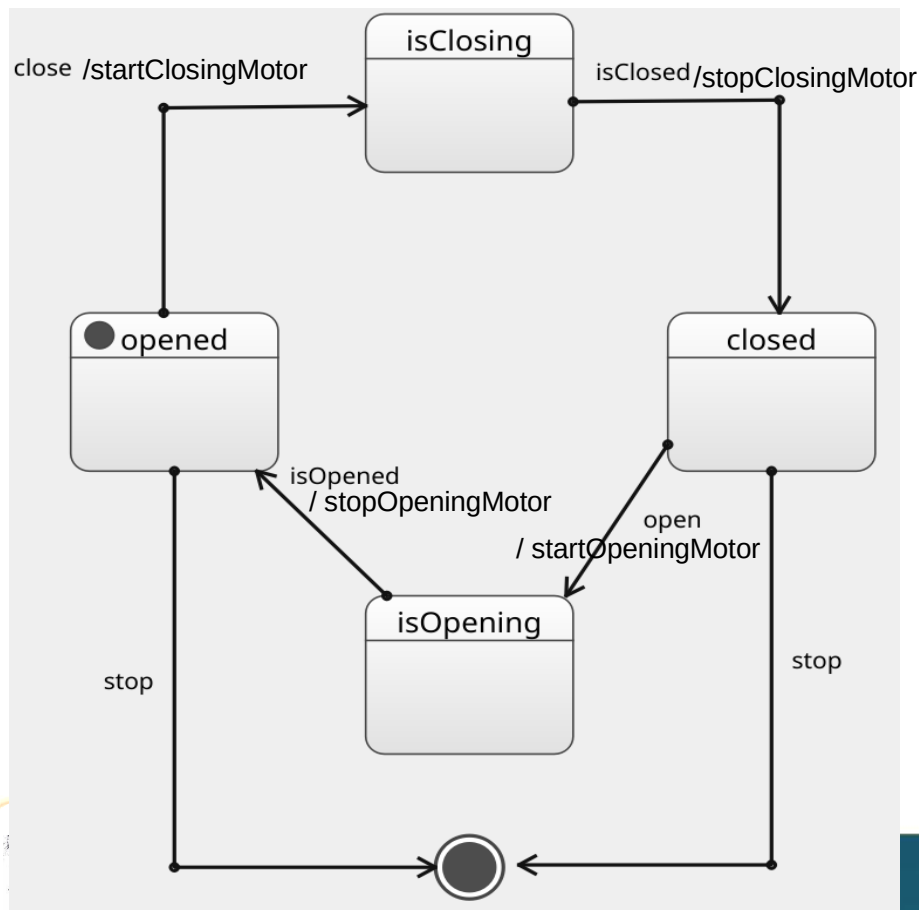 isClosing
close /startClosingMotor
isClosed /stopClosingMotor
opened
closed
isOpened
/ stopOpeningMotor
open
/ startOpeningMotor
isOpening
stop
stop